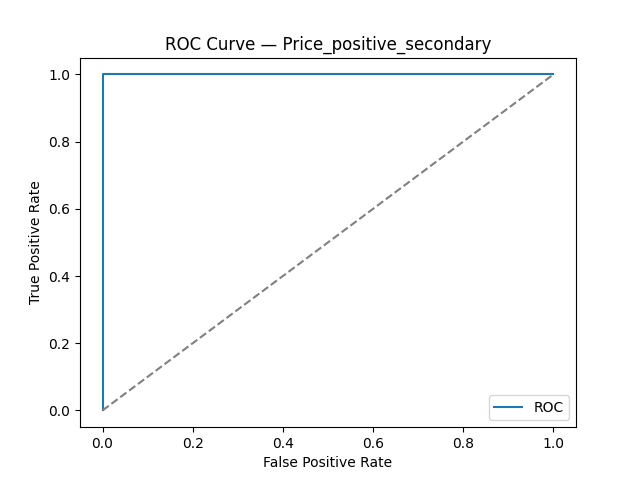 ROC Curve — Price_positive_secondary
1.0
0.8
0.6
0.4
0.2
0.0
True Positive Rate
ROC
0.0 0.2 0.4 0.6 0.8 1.0
False Positive Rate